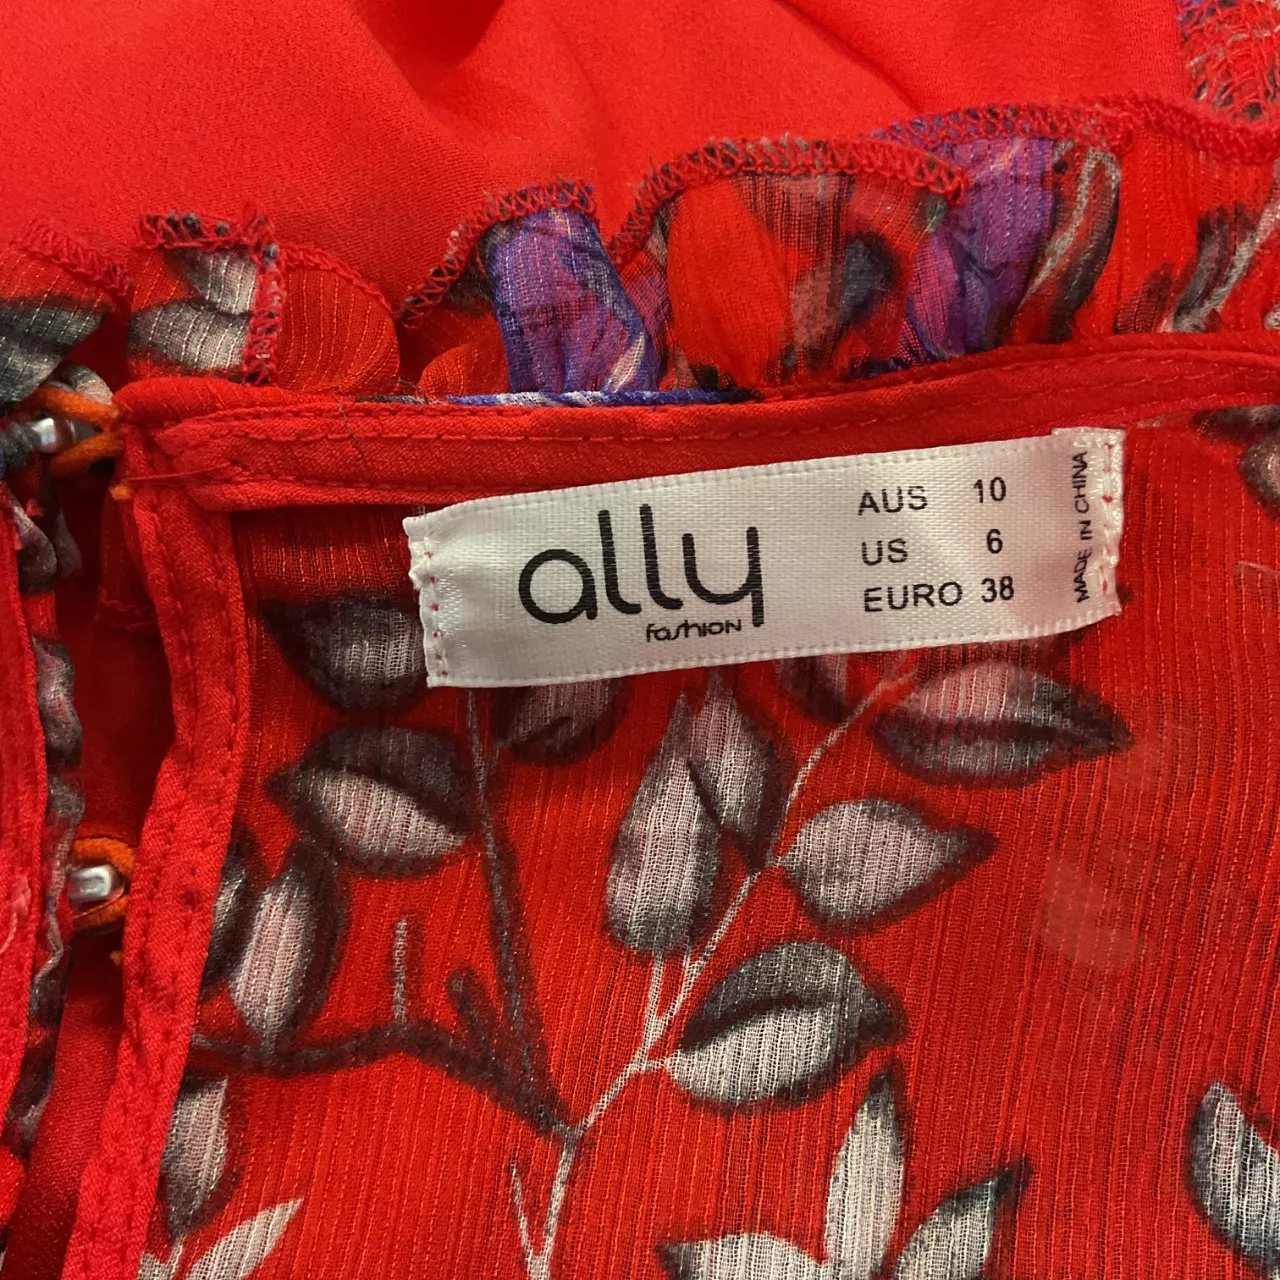 ally
fashion
AUS 10
US 6
EURO 38
MADE IN CHINA